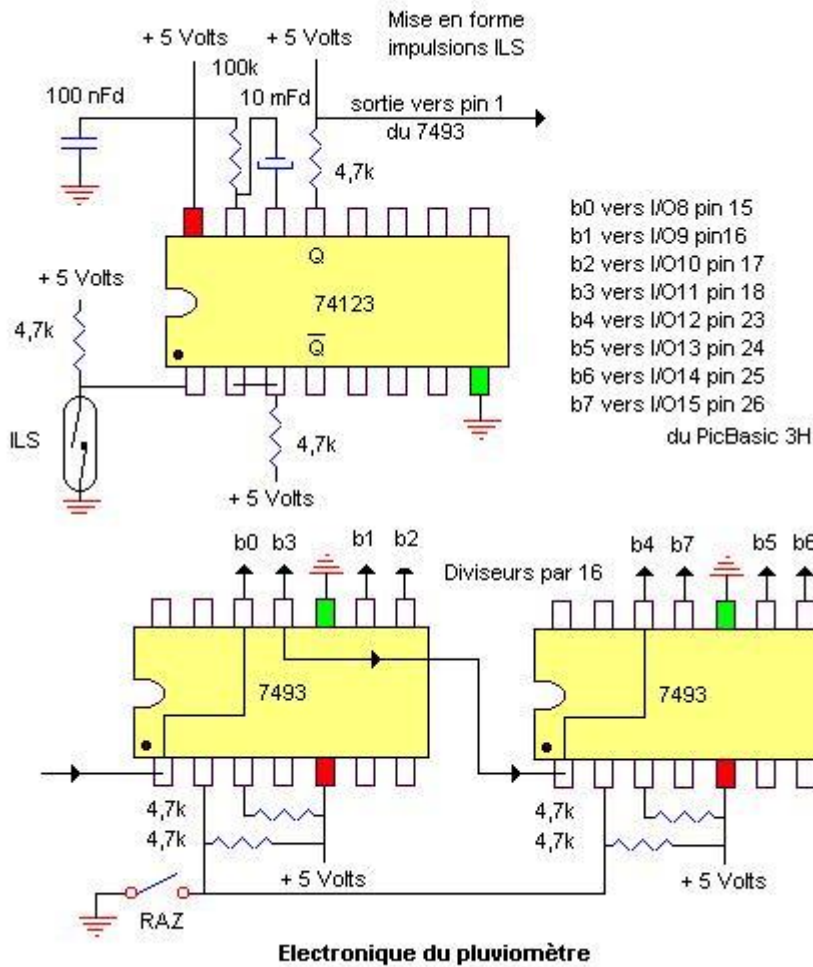 Mise en forme
impulsions ILS
+ 5 Volts
+ 5 Volts
100k
100 nFd
10 mFd
sortie vers pin 1
du 7493
4,7k
Q
74123
Q
+ 5 Volts
4,7k
ILS
4,7k
+ 5 Volts
b0 vers I/O8 pin 15
b1 vers I/O9 pin16
b2 vers I/O10 pin 17
b3 vers I/O11 pin 18
b4 vers I/O12 pin 23
b5 vers I/O13 pin 24
b6 vers I/O14 pin 25
b7 vers I/O15 pin 26
du PicBasic 3H
b0 b3 b1 b2
Diviseurs par 16
b4 b7 b5 b6
7493
7493
4,7k
4,7k
+ 5 Volts
RAZ
4,7k
4,7k
+ 5 Volts
Electronique du pluviomètre